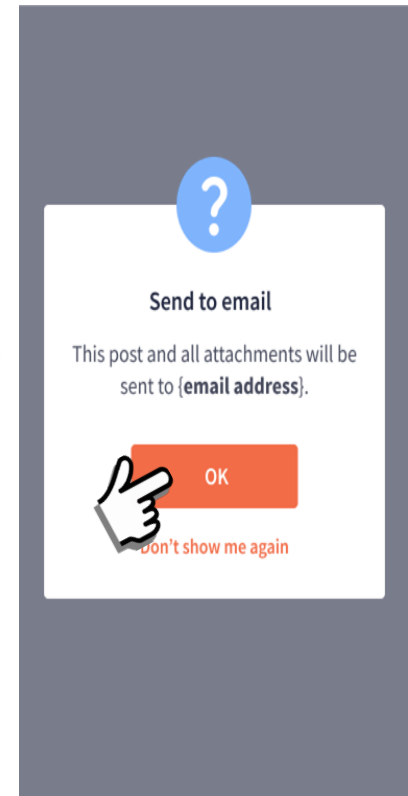 ?
Send to email
This post and all attachments will be
sent to {email address}.
OK
Don't show me again